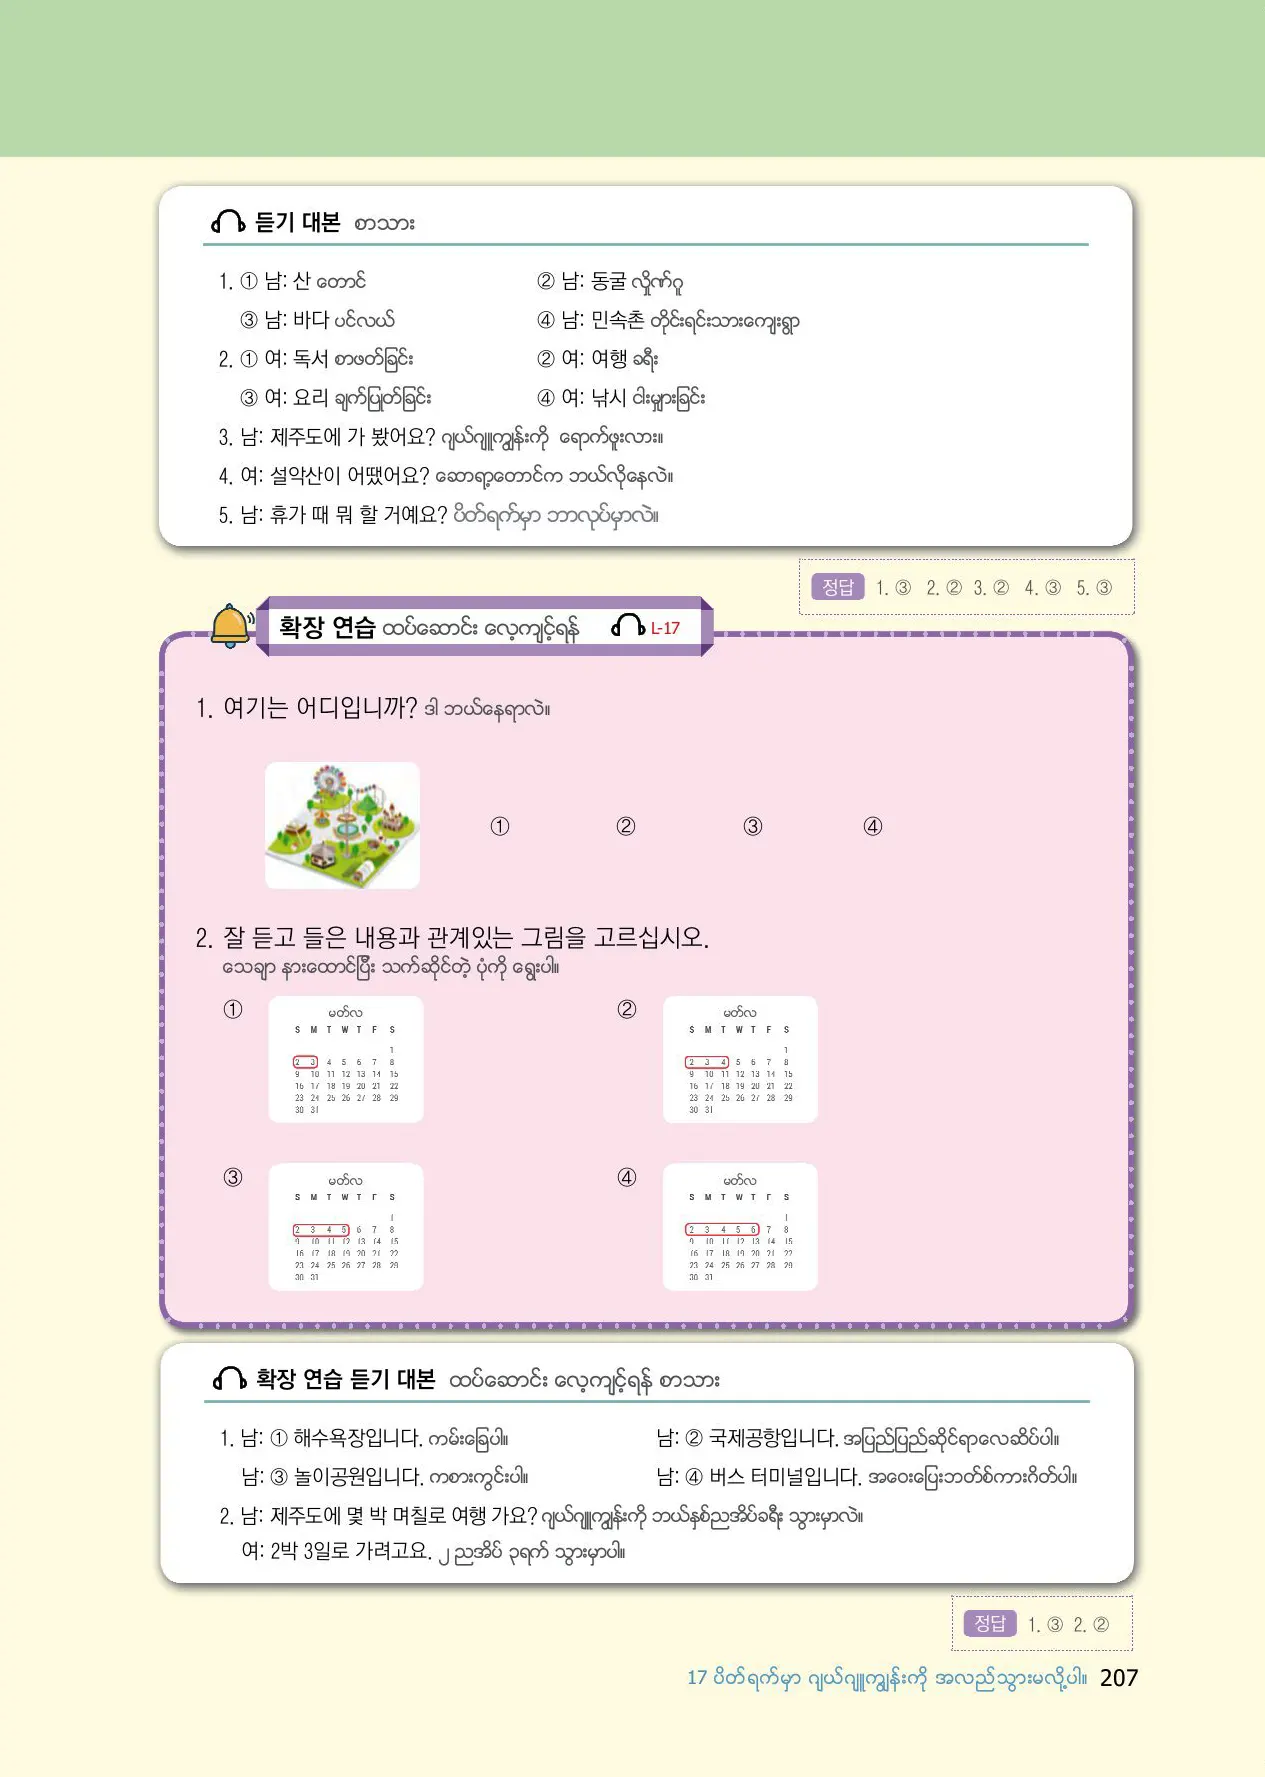 듣기 대본 စာသား
1. ① 남: 산 တောင် ② 남: 동굴 လှိုဏ်ဂူ
③ 남: 바다 ပင်လယ် ④ 남: 민속촌 တိုင်းရင်းသားကျေးရွာ
2. ① 여: 독서 စာဖတ်ခြင်း ② 여: 여행 ခရီး
③ 여: 요리 ချက်ပြုတ်ခြင်း ④ 여: 낚시 ငါးမျှားခြင်း
3. 남: 제주도에 가 봤어요? ဂျယ်ဂျူကျွန်းကို ရောက်ဖူးလား။
4. 여: 설악산이 어땠어요? ဆောရာ့တောင်က ဘယ်လိုနေလဲ။
5. 남: 휴가 때 뭐 할 거예요? ပိတ်ရက်မှာ ဘာလုပ်မှာလဲ။
정답 1. ③ 2. ② 3. ② 4. ③ 5. ③
확장 연습 ထပ်ဆောင်း လေ့ကျင့်ရန် L-17
1. 여기는 어디입니까? ဒါ ဘယ်နေရာလဲ။
① ② ③ ④
2. 잘 듣고 들은 내용과 관계있는 그림을 고르십시오.
သေချာ နားထောင်ပြီး သက်ဆိုင်တဲ့ ပုံကို ရွေးပါ။
①
မတ်လ
S M T W T F S
1
2 3 4 5 6 7 8
9 10 11 12 13 14 15
16 17 18 19 20 21 22
23 24 25 26 27 28 29
30 31
②
မတ်လ
S M T W T F S
1
2 3 4 5 6 7 8
9 10 11 12 13 14 15
16 17 18 19 20 21 22
23 24 25 26 27 28 29
30 31
③
မတ်လ
S M T W T F S
1
2 3 4 5 6 7 8
9 10 11 12 13 14 15
16 17 18 19 20 21 22
23 24 25 26 27 28 29
30 31
④
မတ်လ
S M T W T F S
1
2 3 4 5 6 7 8
9 10 11 12 13 14 15
16 17 18 19 20 21 22
23 24 25 26 27 28 29
30 31
확장 연습 듣기 대본 ထပ်ဆောင်း လေ့ကျင့်ရန် စာသား
1. 남: ① 해수욕장입니다. ကမ်းခြေပါ။ 남: ② 국제공항입니다. အပြည်ပြည်ဆိုင်ရာလေဆိပ်ပါ။
남: ③ 놀이공원입니다. ကစားကွင်းပါ။ 남: ④ 버스 터미널입니다. အဝေးပြေးဘတ်စ်ကားဂိတ်ပါ။
2. 남: 제주도에 몇 박 며칠로 여행 가요? ဂျယ်ဂျူကျွန်းကို ဘယ်နှစ်ညအိပ်ခရီး သွားမှာလဲ။
여: 2박 3일로 가려고요. ၂ ညအိပ် ၃ရက် သွားမှာပါ။
정답 1. ③ 2. ②
17 ပိတ်ရက်မှာ ဂျယ်ဂျူကျွန်းကို အလည်သွားမလို့ပါ။ 207